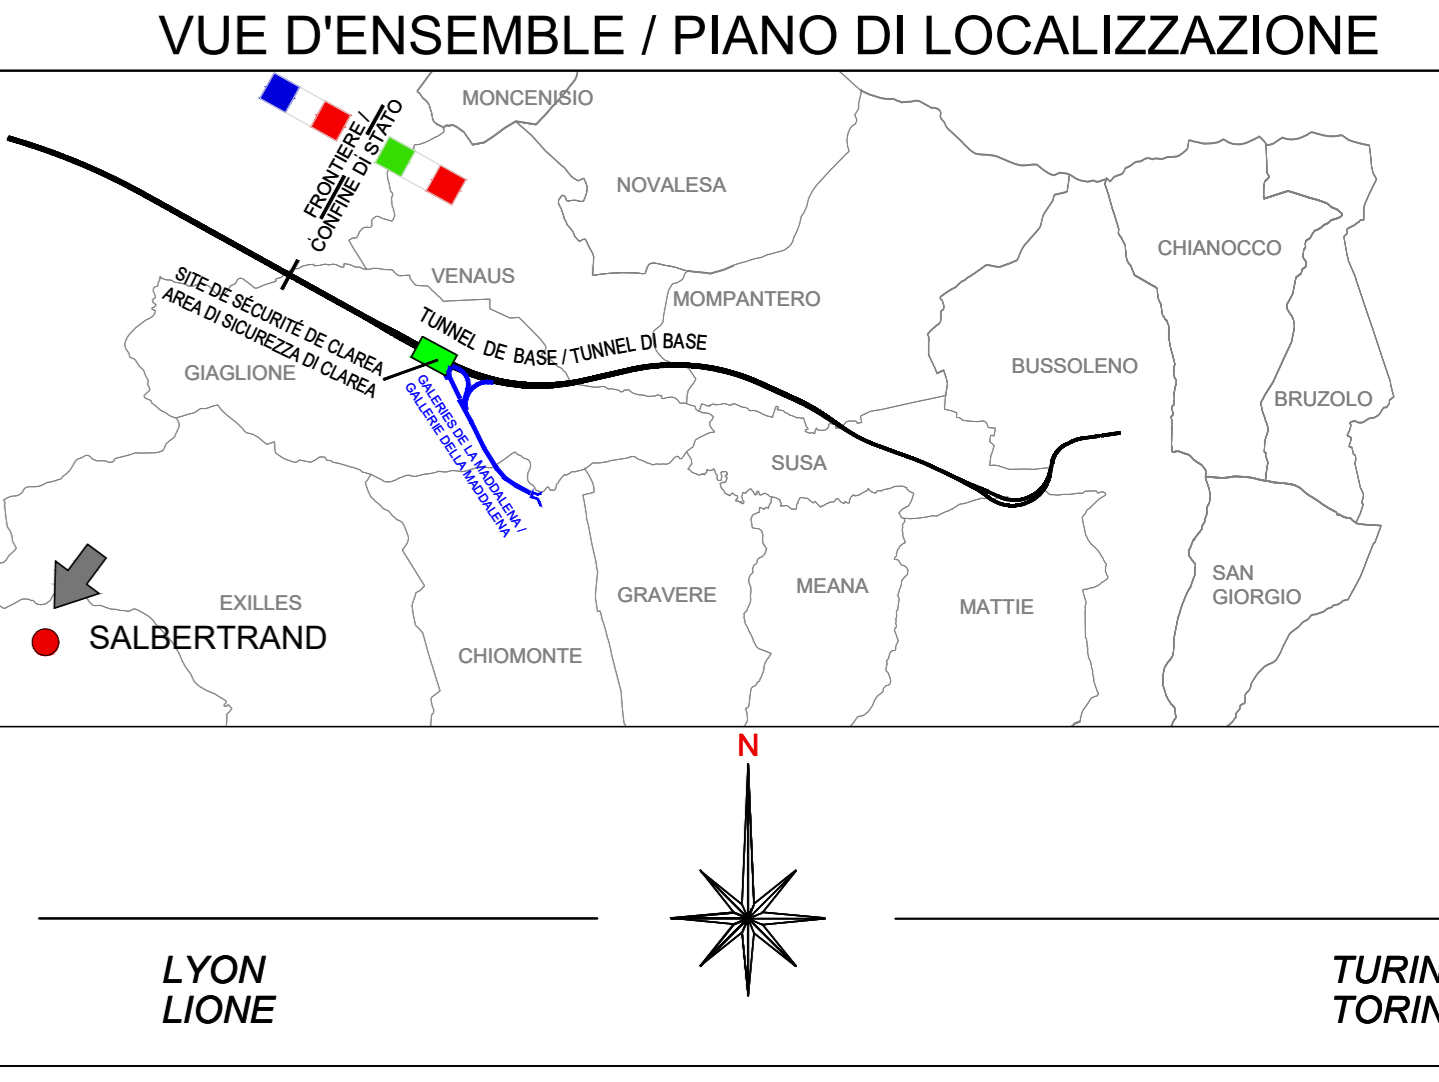 VUE D'ENSEMBLE / PIANO DI LOCALIZZAZIONE
MONCENISIO
FRONTIERE /
CONFINE DI STATO
NOVALESA
CHIANOCCO
VENAUS
MOMPANTERO
SITE DE SÉCURITÉ DE CLAREA
AREA DI SICUREZZA DI CLAREA
TUNNEL DE BASE / TUNNEL DI BASE
GIAGLIONE
BUSSOLENO
BRUZOLO
GALERIES DE LA MADDALENA /
GALLERIE DELLA MADDALENA
SUSA
EXILLES
GRAVERE
MEANA
MATTIE
SAN
GIORGIO
SALBERTRAND
CHIOMONTE
N
LYON
LIONE
TURIN
TORIN